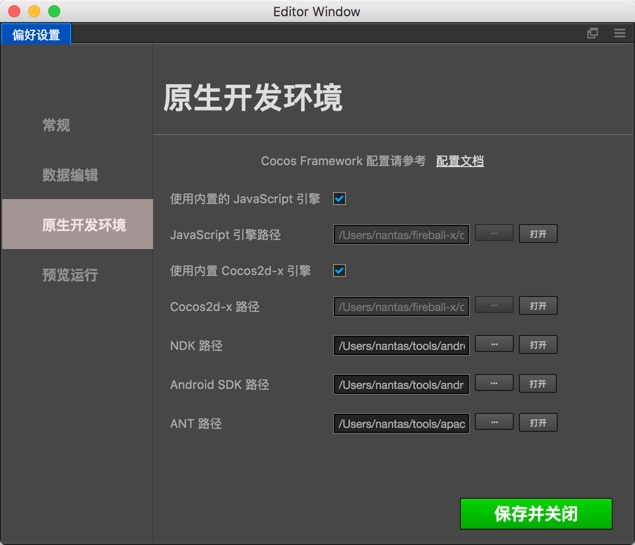 Editor Window
偏好设置
原生开发环境
常规
数据编辑
原生开发环境
预览运行
Cocos Framework 配置请参考 配置文档
使用内置的 JavaScript 引擎
JavaScript 引擎路径 /Users/nantas/fireball-x/c ... 打开
使用内置 Cocos2d-x 引擎
Cocos2d-x 路径 /Users/nantas/fireball-x/c ... 打开
NDK 路径 /Users/nantas/tools/andr ... 打开
Android SDK 路径 /Users/nantas/tools/andr ... 打开
ANT 路径 /Users/nantas/tools/apac ... 打开
保存并关闭